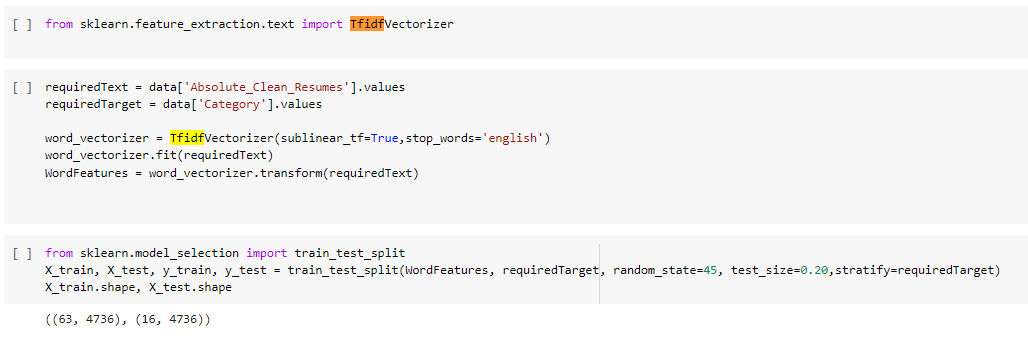 [ ] from sklearn.feature_extraction.text import TfidfVectorizer
[ ] requiredText = data['Absolute_Clean_Resumes'].values
requiredTarget = data['Category'].values
word_vectorizer = TfidfVectorizer(sublinear_tf=True,stop_words='english')
word_vectorizer.fit(requiredText)
WordFeatures = word_vectorizer.transform(requiredText)
[ ] from sklearn.model_selection import train_test_split
X_train, X_test, y_train, y_test = train_test_split(WordFeatures, requiredTarget, random_state=45, test_size=0.20,stratify=requiredTarget)
X_train.shape, X_test.shape
((63, 4736), (16, 4736))